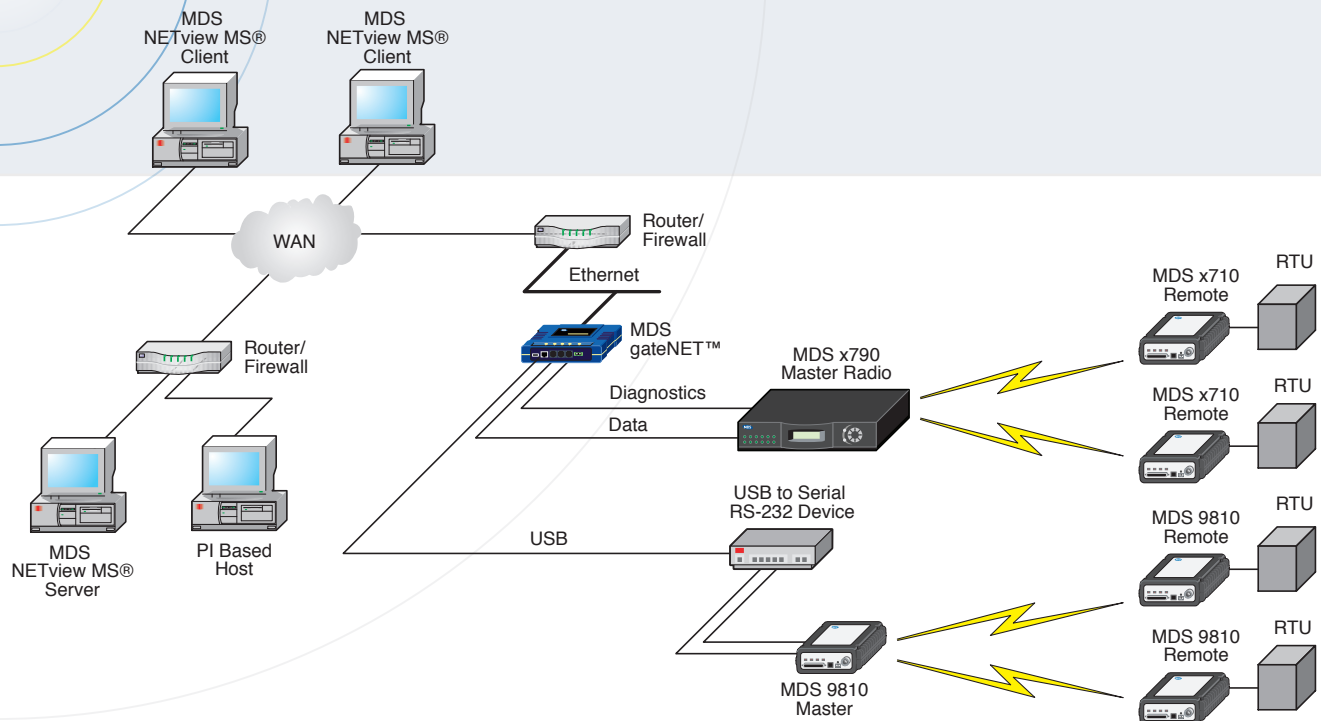 MDS
NETview MS®
Client
MDS
NETview MS®
Client
WAN
Router/
Firewall
Ethernet
MDS
gateNET™
Router/
Firewall
MDS x790
Master Radio
Diagnostics
Data
MDS x710
Remote
RTU
MDS x710
Remote
RTU
USB to Serial
RS-232 Device
USB
MDS
NETview MS®
Server
PI Based
Host
MDS 9810
Remote
RTU
MDS 9810
Remote
RTU
MDS 9810
Master